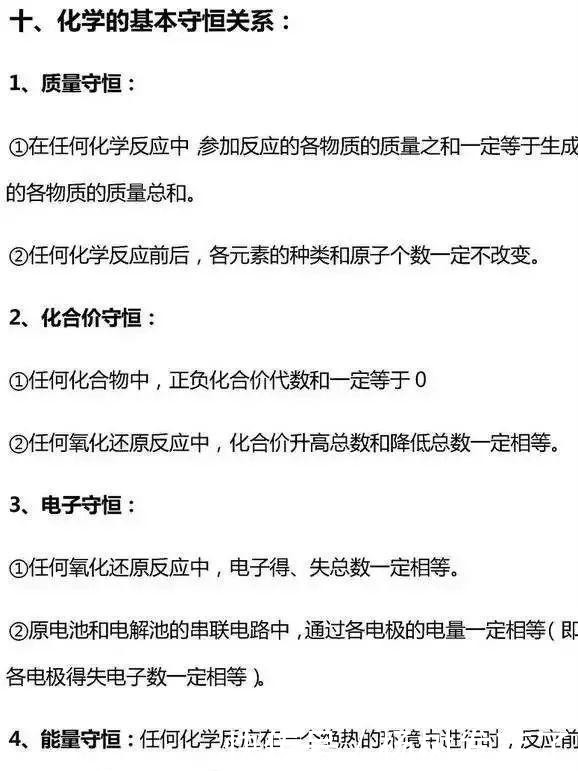 十、化学的基本守恒关系：
1、质量守恒：
①在任何化学反应中,参加反应的各物质的质量之和一定等于生成
的各物质的质量总和。
②任何化学反应前后，各元素的种类和原子个数一定不改变。
2、化合价守恒：
①任何化合物中，正负化合价代数和一定等于0
②任何氧化还原反应中，化合价升高总数和降低总数一定相等。
3、电子守恒：
①任何氧化还原反应中，电子得、失总数一定相等。
②原电池和电解池的串联电路中，通过各电极的电量一定相等（即
各电极得失电子数一定相等）。
4、能量守恒：任何化学反应在一个绝热的环境中进行时，反应前